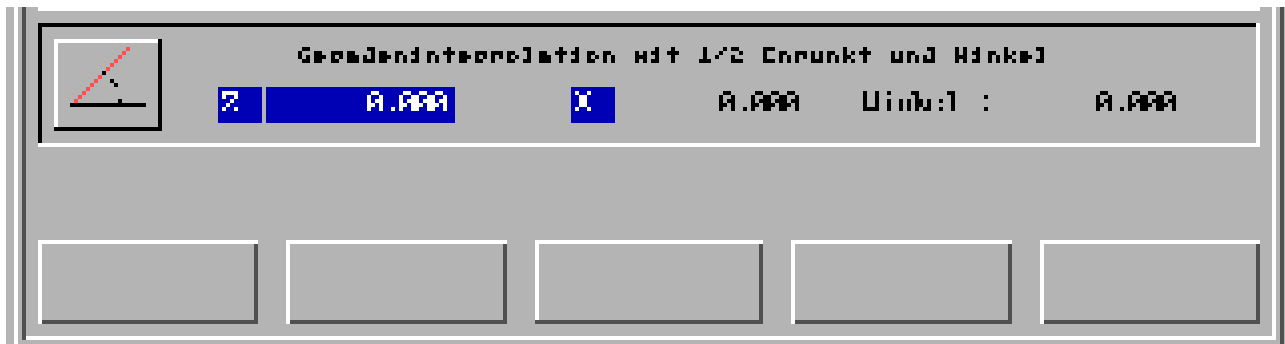 Geradeninterpolation mit 1/2 Endpunkt und Winkel
Z 0.000 X 0.000 Winkel : 0.000